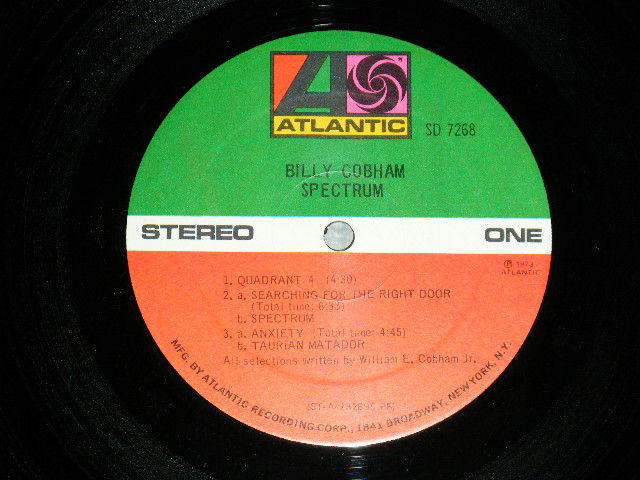 ATLANTIC
SD 7268
BILLY COBHAM
SPECTRUM
STEREO
ONE
℗ 1973
ATLANTIC
1. QUADRANT 4 (4:30)
2. a. SEARCHING FOR THE RIGHT DOOR
(Total time: 6:33)
b. SPECTRUM
3. a. ANXIETY (Total time: 4:45)
b. TAURIAN MATADOR
All selections written by William E. Cobham Jr.
MFG. BY ATLANTIC RECORDING CORP., 1841 BROADWAY, NEW YORK, N.Y.